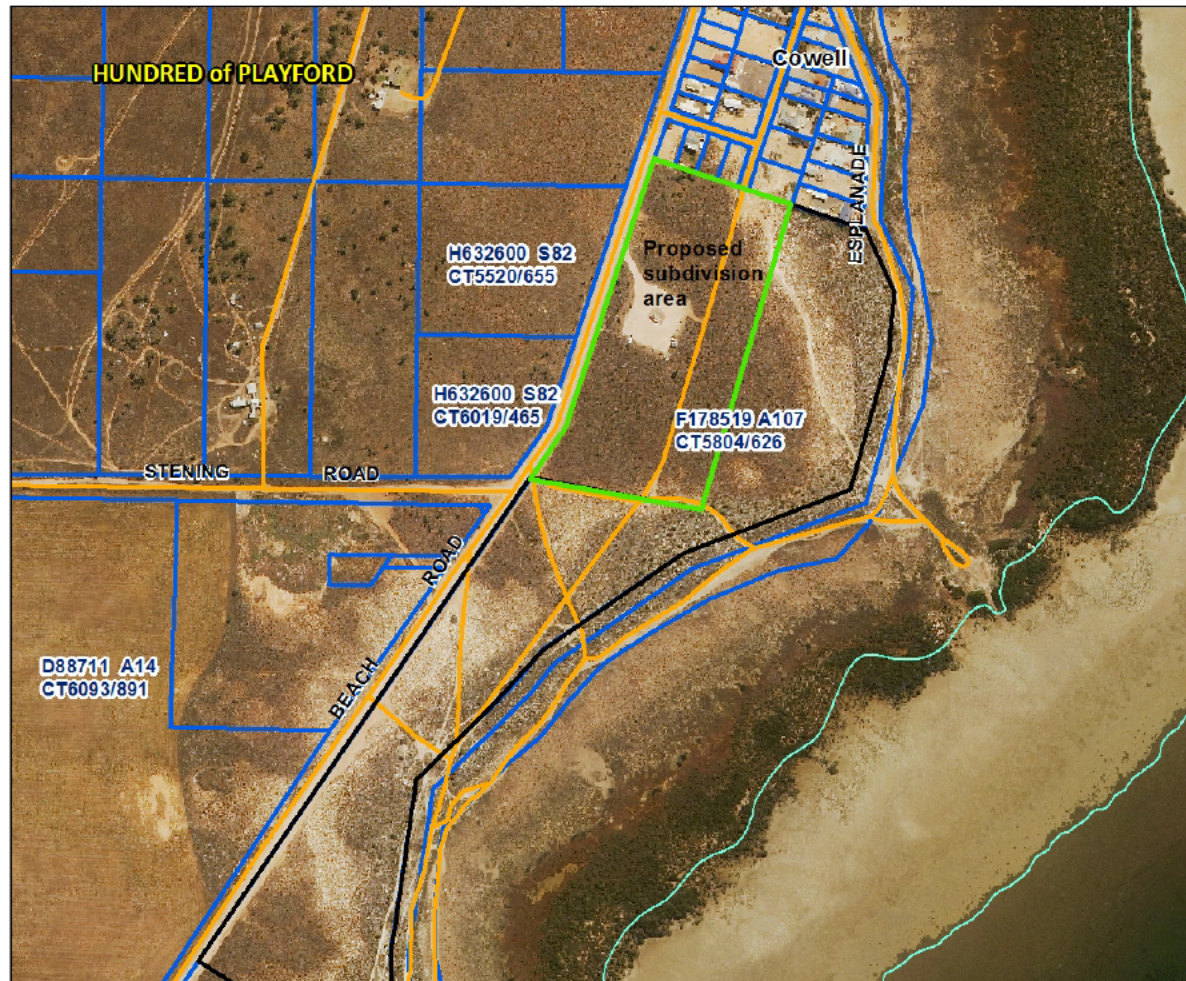 HUNDRED of PLAYFORD
Cowell
ESPLANADE
H632600 S82
CT5520/655
Proposed
subdivision
area
H632600 S82
CT6019/465
F178519 A107
CT5804/626
STENING ROAD
BEACH ROAD
D88711 A14
CT6093/891